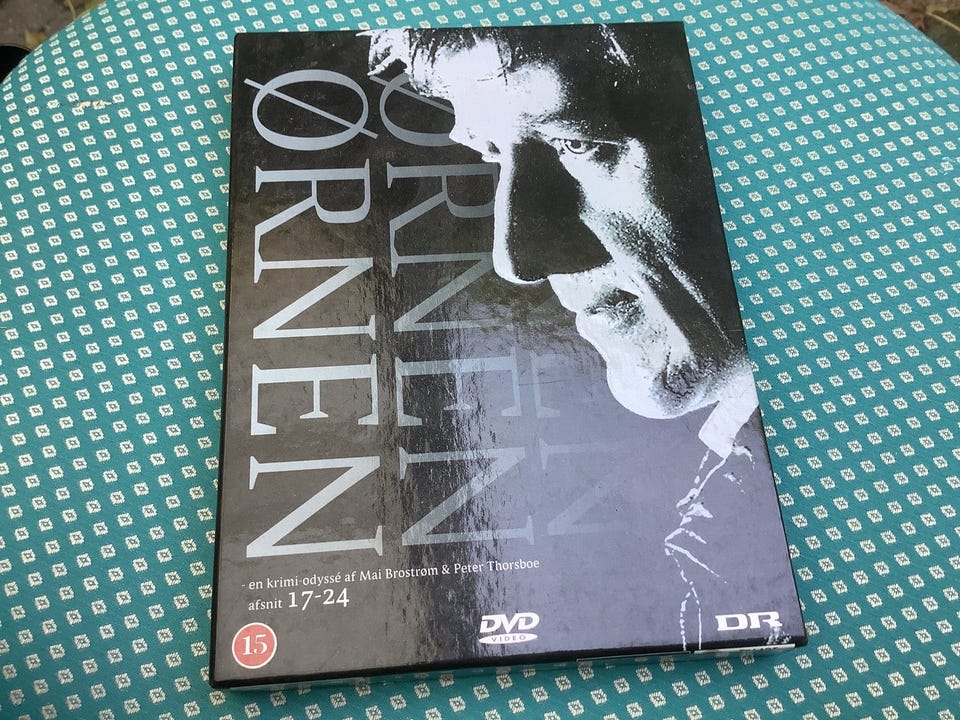 ØRNEN
ØRNEN
- en krimi-odyssé af Mai Brostrøm & Peter Thorsboe
afsnit 17-24
15
DVD
VIDEO
DR